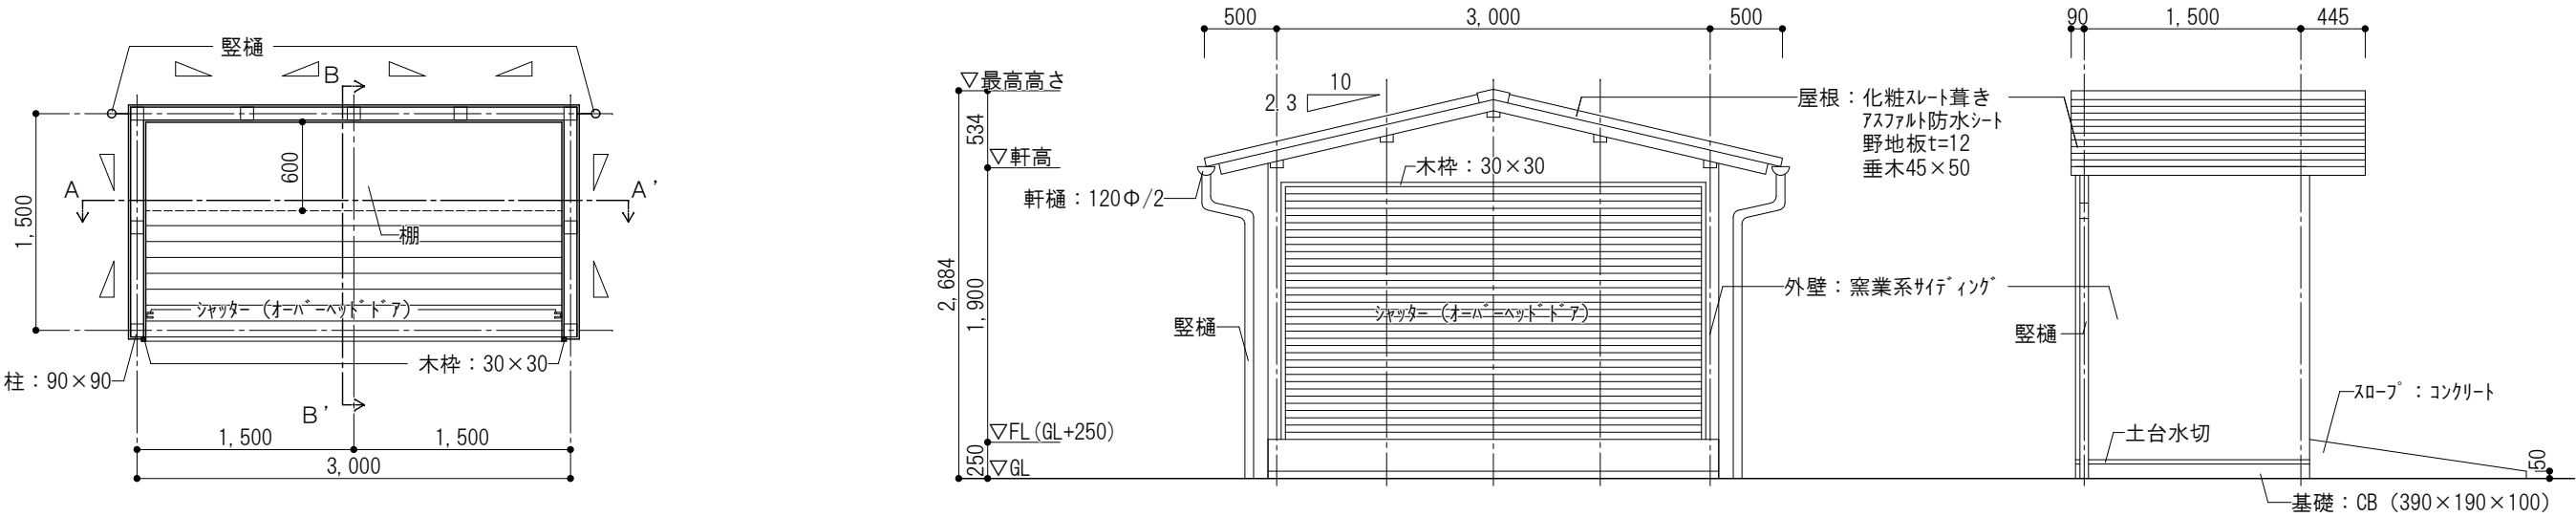 竪樋
B
600
1,500
A
A'
棚
シャッター（オーバーヘッドドア）
木枠：30×30
柱：90×90
B'
1,500
1,500
3,000
500
3,000
500
▽最高高さ
10
2.3
534
▽軒高
木枠：30×30
軒樋：120Φ/2
2,684
1,900
シャッター（オーバーヘッドドア）
竪樋
▽FL(GL+250)
250
▽GL
屋根：化粧スレート葺き
アスファルト防水シート
野地板t=12
垂木45×50
外壁：窯業系サイディング
90
1,500
445
竪樋
スロープ：コンクリート
土台水切
50
基礎：CB（390×190×100）